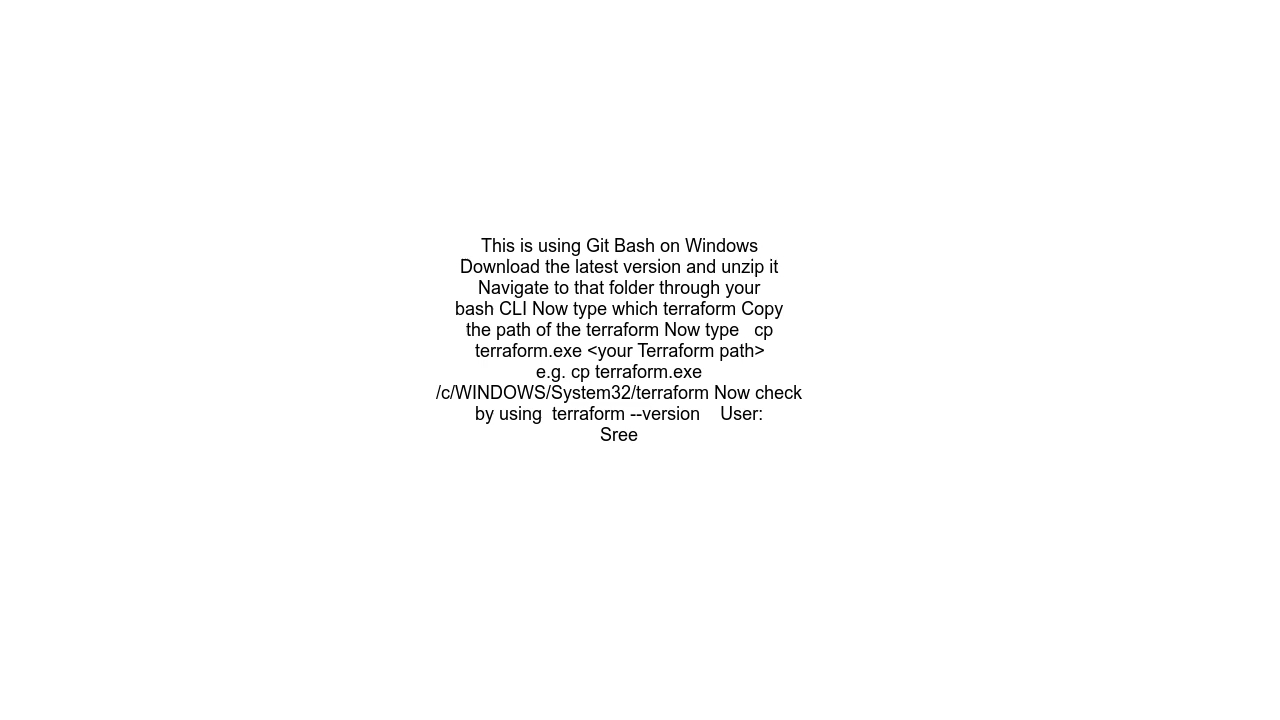 This is using Git Bash on Windows
Download the latest version and unzip it
Navigate to that folder through your
bash CLI Now type which terraform Copy
the path of the terraform Now type   cp
terraform.exe <your Terraform path>
e.g. cp terraform.exe
/c/WINDOWS/System32/terraform Now check
by using  terraform --version    User:
Sree